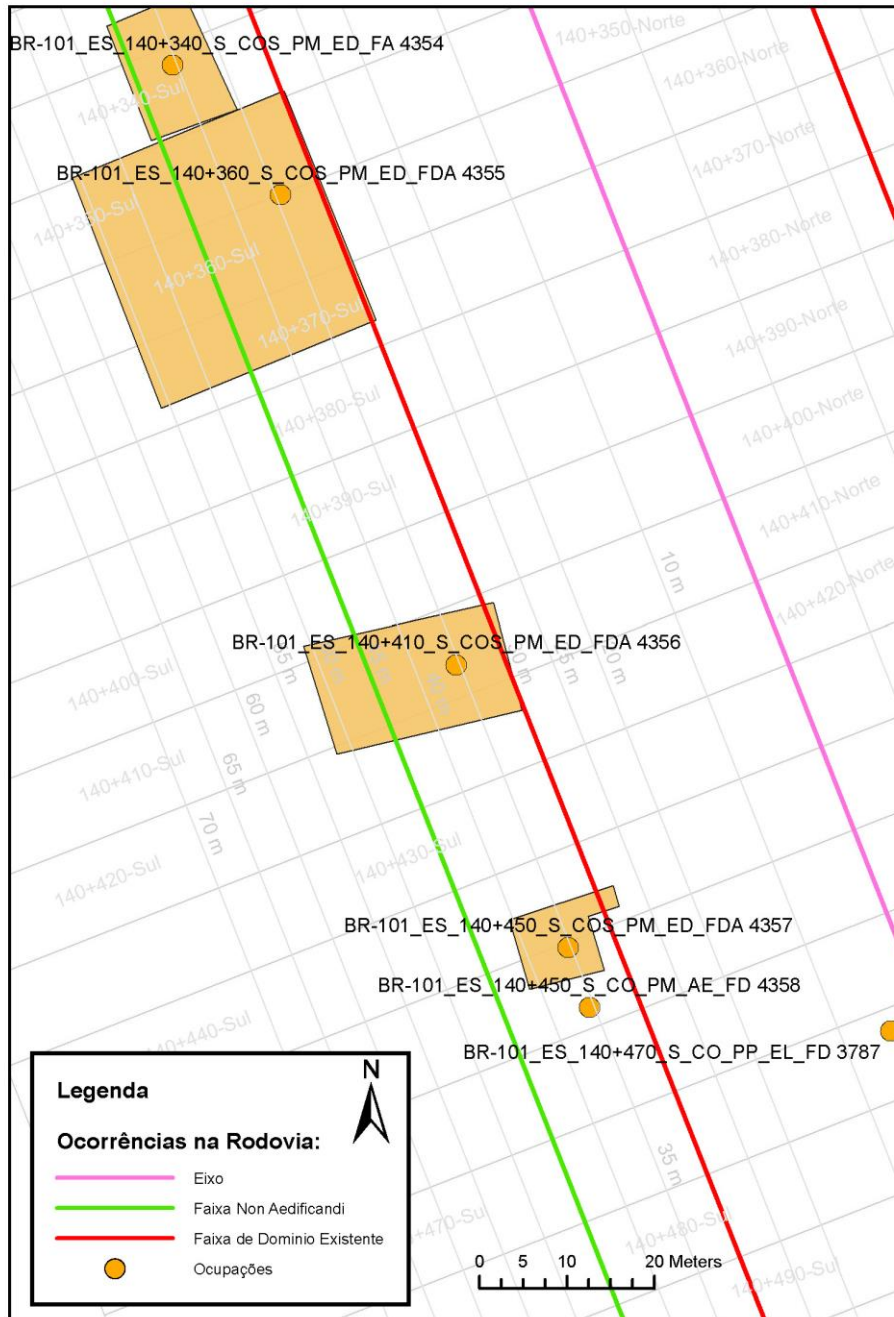 140+350-Norte
BR-101_ES_140+340_S_COS_PM_ED_FA 4354
140+360-Norte
140+340-Sul
140+370-Norte
BR-101_ES_140+360_S_COS_PM_ED_FDA 4355
140+350-Sul
140+380-Norte
140+360-Sul
140+370-Sul
140+390-Norte
140+380-Sul
140+400-Norte
140+390-Sul
140+410-Norte
10 m
140+420-Norte
BR-101_ES_140+410_S_COS_PM_ED_FDA 4356
140+400-Sul
60 m
140+410-Sul
65 m
70 m
140+430-Sul
140+420-Sul
BR-101_ES_140+450_S_COS_PM_ED_FDA 4357
BR-101_ES_140+450_S_CO_PM_AE_FD 4358
140+440-Sul
BR-101_ES_140+470_S_CO_PP_EL_FD 3787
Legenda
N
Ocorrências na Rodovia:
Eixo
Faixa Non Aedificandi
Faixa de Dominio Existente
Ocupações
35 m
140+480-Sul
140+490-Sul
0 5 10 20 Meters